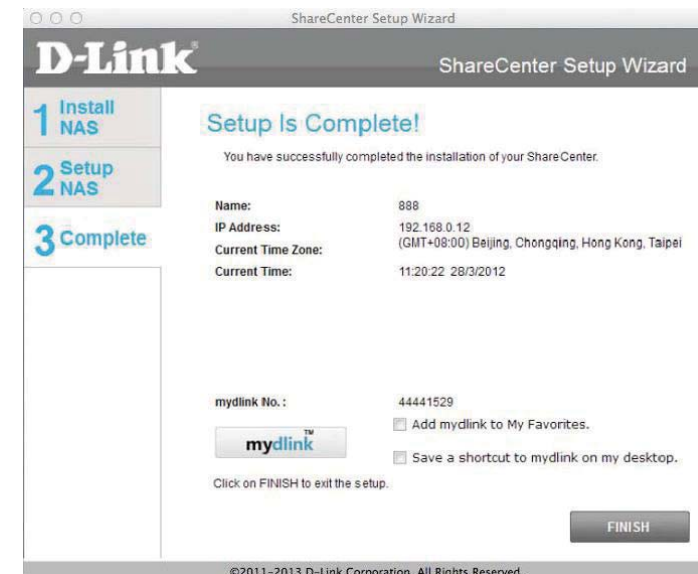 ShareCenter Setup Wizard
D-Link
ShareCenter Setup Wizard
1 Install NAS
2 Setup NAS
3 Complete
Setup Is Complete!
You have successfully completed the installation of your ShareCenter.
Name: 888
IP Address: 192.168.0.12
Current Time Zone: (GMT+08:00) Beijing, Chongqing, Hong Kong, Taipei
Current Time: 11:20:22 28/3/2012
mydlink No. : 44441529
mydlink™
Add mydlink to My Favorites.
Save a shortcut to mydlink on my desktop.
Click on FINISH to exit the setup.
FINISH
©2011-2013 D-Link Corporation. All Rights Reserved